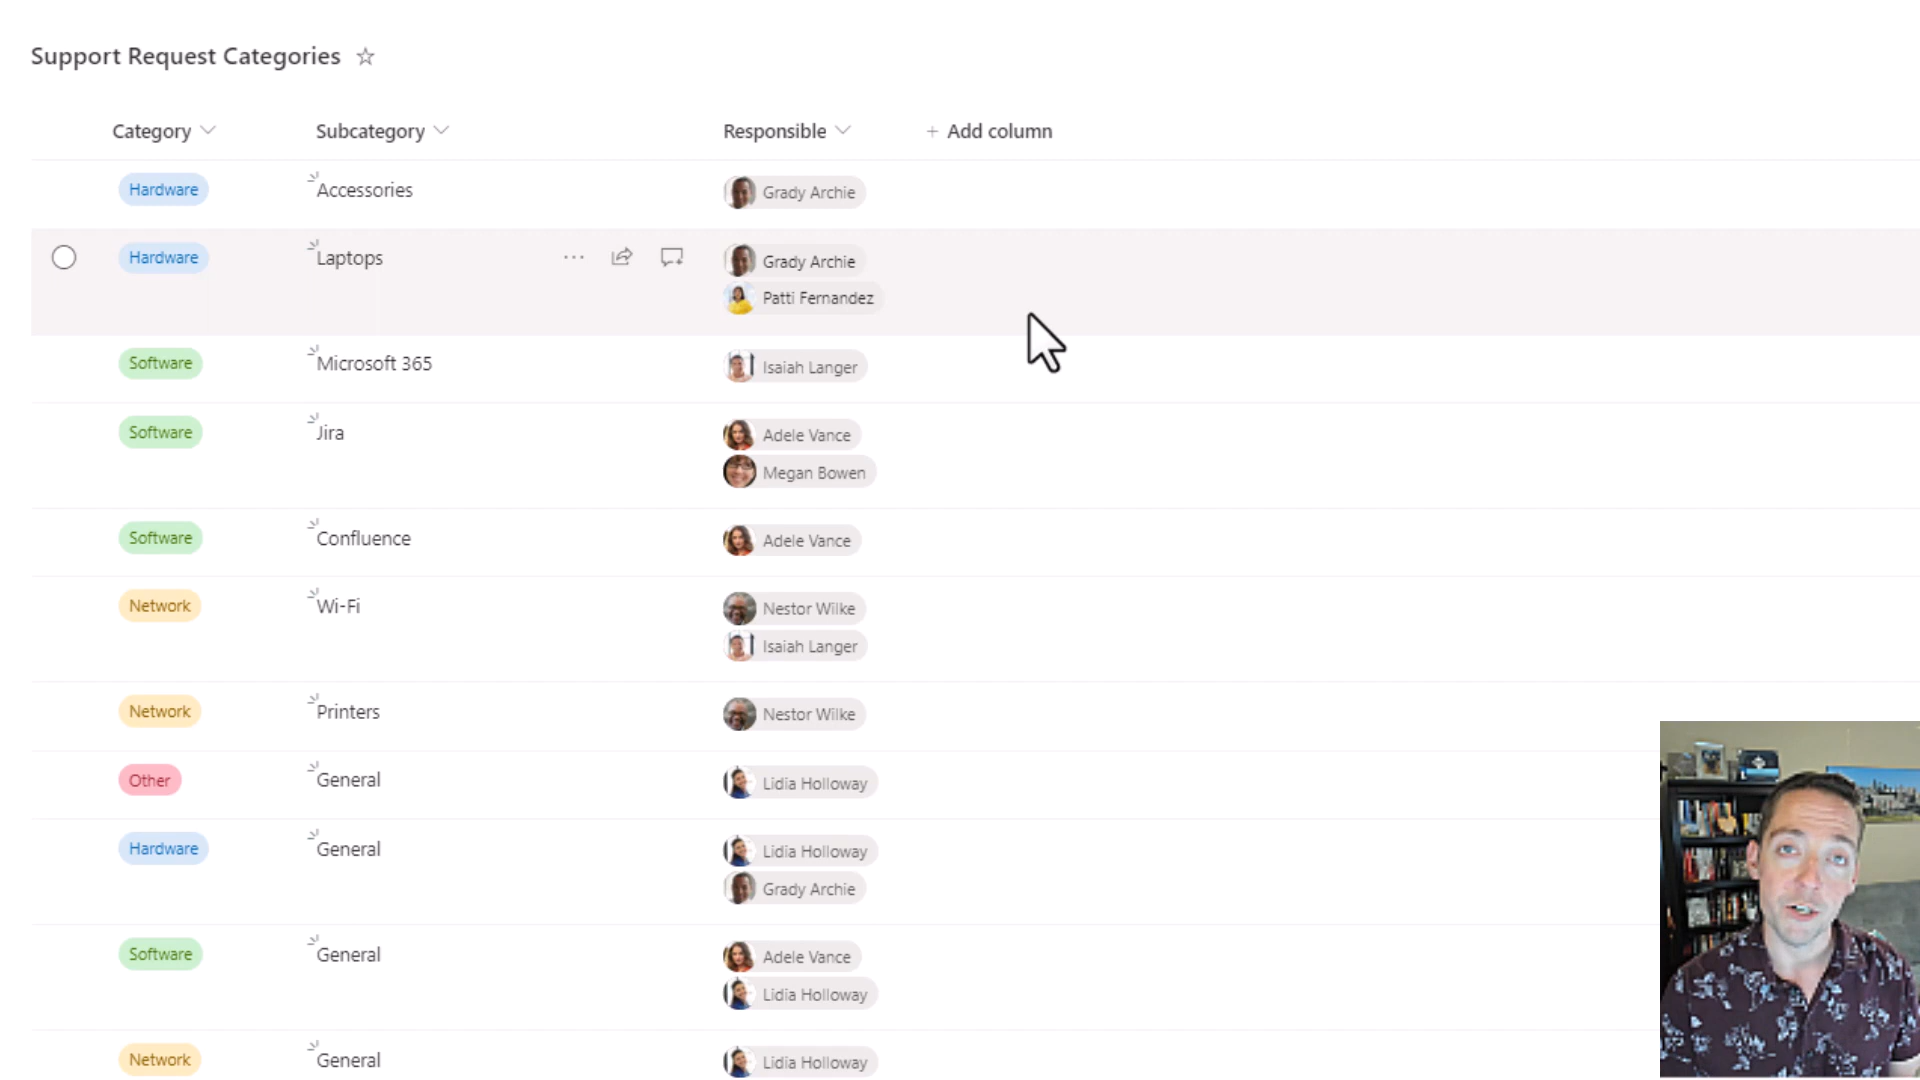 Support Request Categories
Category Subcategory Responsible + Add column
Hardware Accessories Grady Archie
Hardware Laptops Grady Archie
Patti Fernandez
Software Microsoft 365 Isaiah Langer
Software Jira Adele Vance
Megan Bowen
Software Confluence Adele Vance
Network Wi-Fi Nestor Wilke
Isaiah Langer
Network Printers Nestor Wilke
Other General Lidia Holloway
Hardware General Lidia Holloway
Grady Archie
Software General Adele Vance
Lidia Holloway
Network General Lidia Holloway